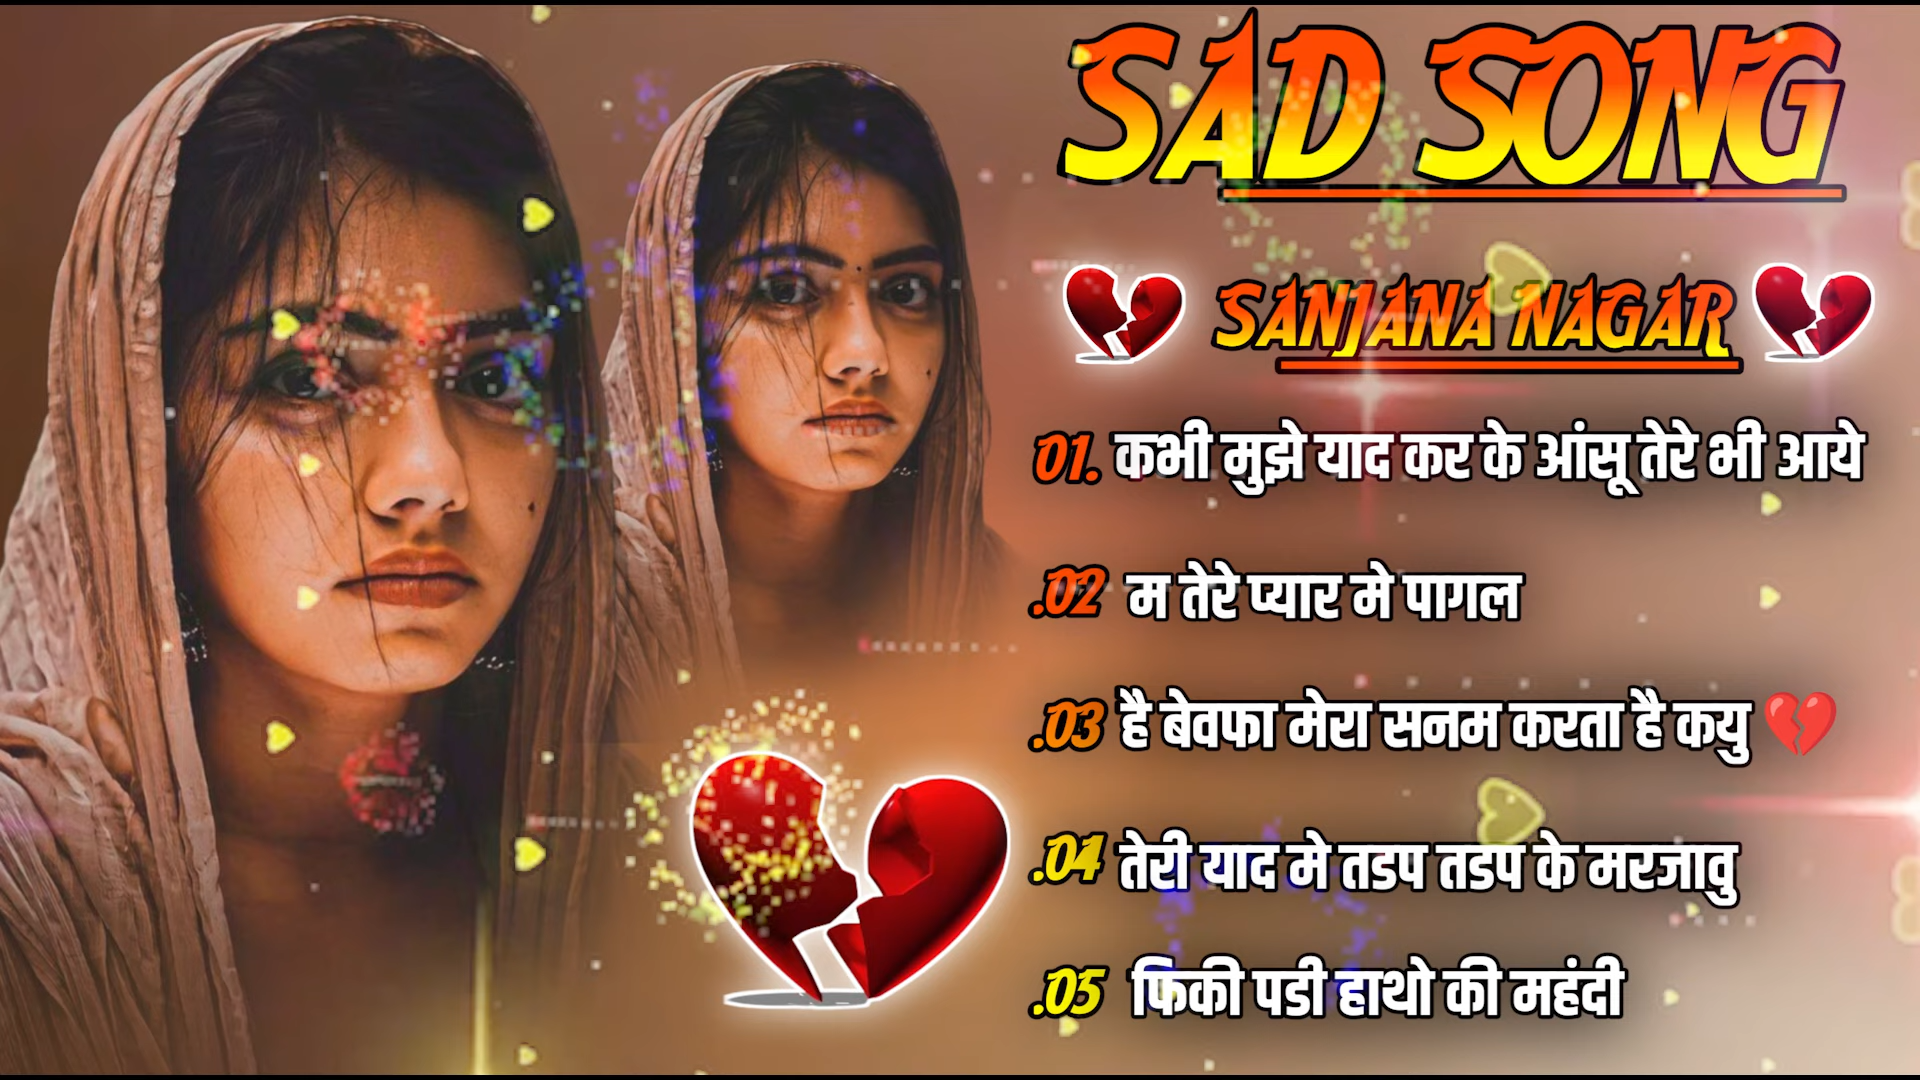 SAD SONG
SANJANA NAGAR
01. कभी मुझे याद कर के आंसू तेरे भी आये
.02 म तेरे प्यार मे पागल
.03 है बेवफा मेरा सनम करता है कयु 💔
.04 तेरी याद मे तडप तडप के मरजावु
.05 फिकी पडी हाथो की महंदी